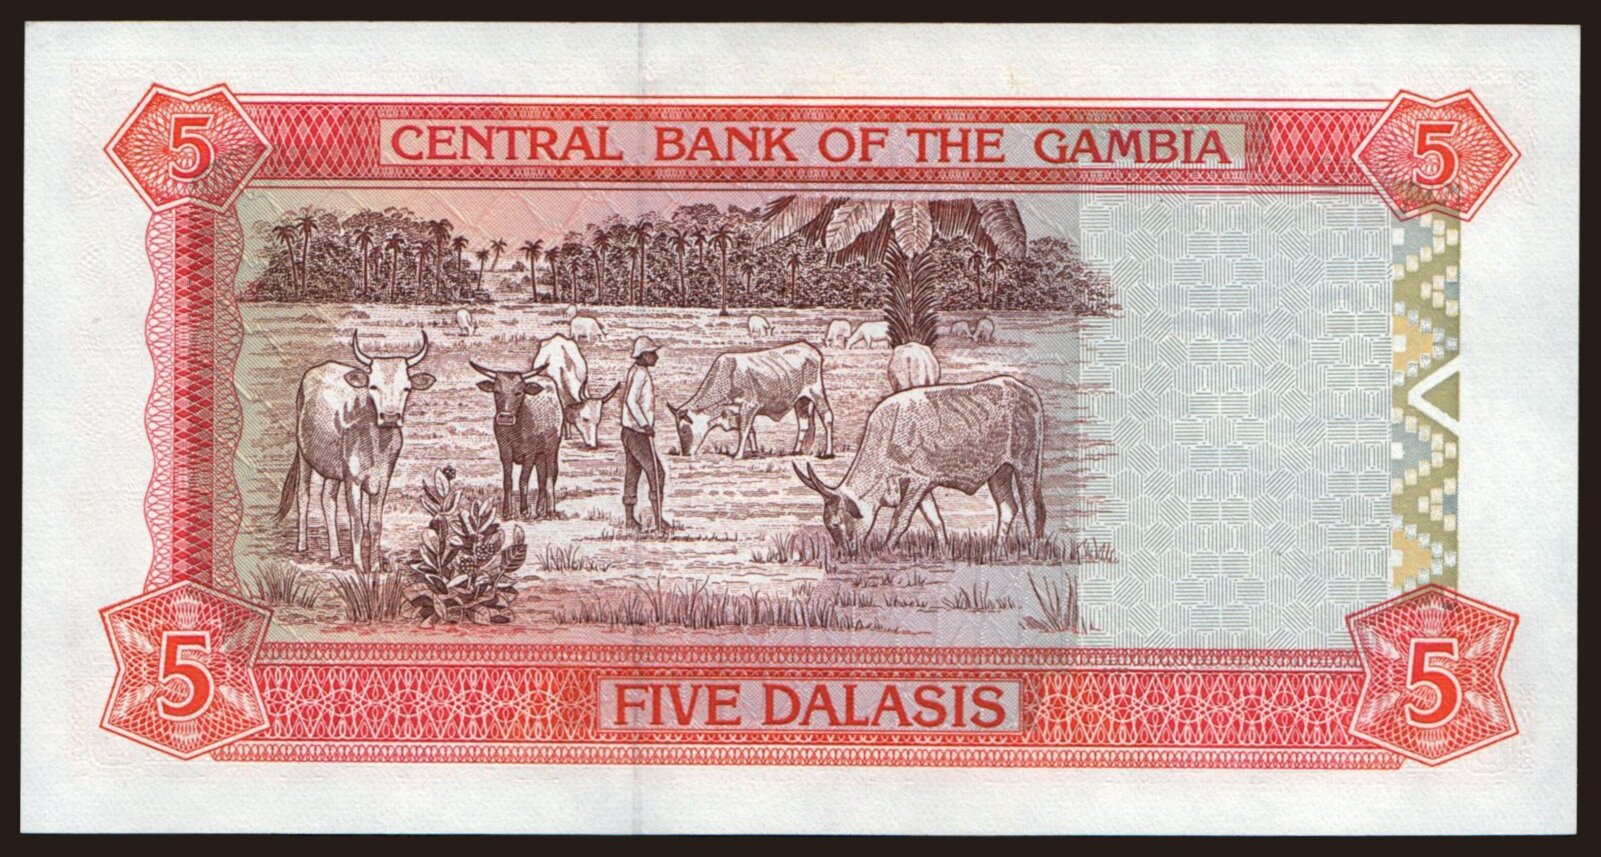 5 CENTRAL BANK OF THE GAMBIA 5
5 FIVE DALASIS 5